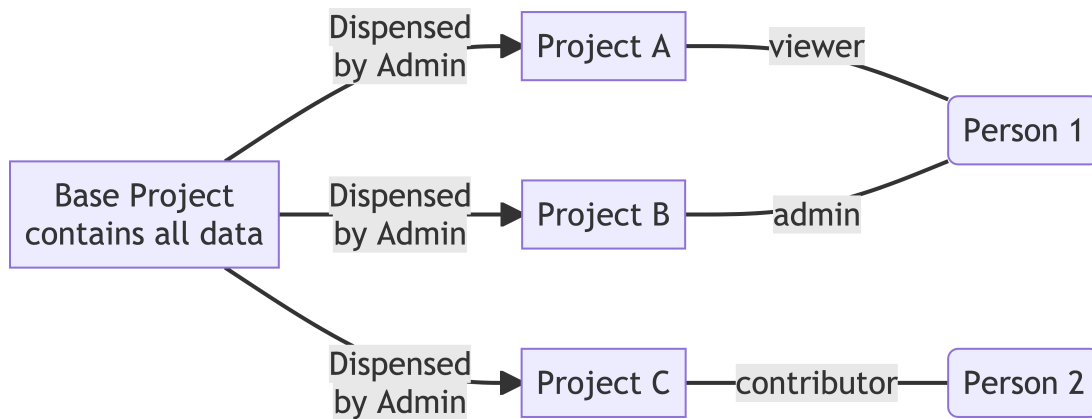 Dispensed
by Admin
Project A
viewer
Person 1
Base Project
contains all data
Dispensed
by Admin
Project B
admin
Dispensed
by Admin
Project C
contributor
Person 2